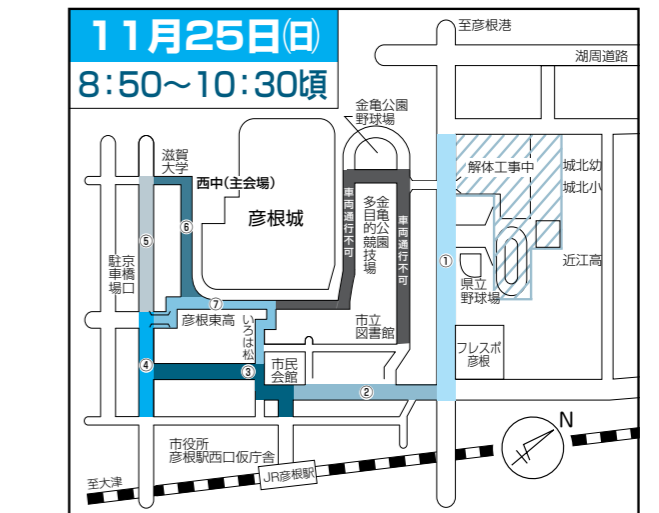 11月25日(日)
8:50〜10:30頃
至彦根港
湖周道路
金亀公園
野球場
滋賀
大学
西中(主会場)
解体工事中
城北幼
城北小
彦根城
車両通行不可
金亀公園
多目的競技場
車両通行不可
⑥
⑤
①
近江高
京橋口
駐車場
県立
野球場
⑦
彦根東高
いろは松
市立
図書館
フレスポ
彦根
④
③
市民
会館
②
市役所
彦根駅西口仮庁舎
JR彦根駅
至大津
N